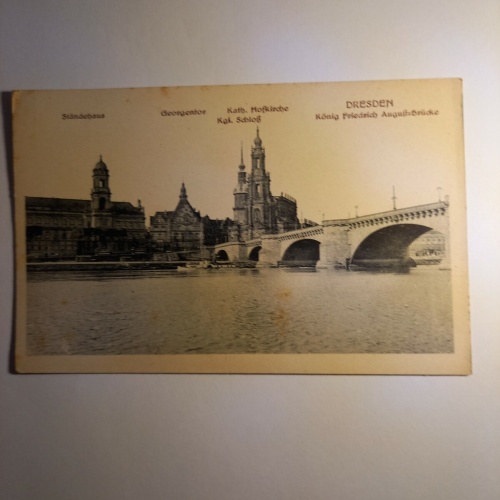 Ständehaus
Georgentor
Kath. Hofkirche
Kgl. Schloß
DRESDEN
König Friedrich August-Brücke